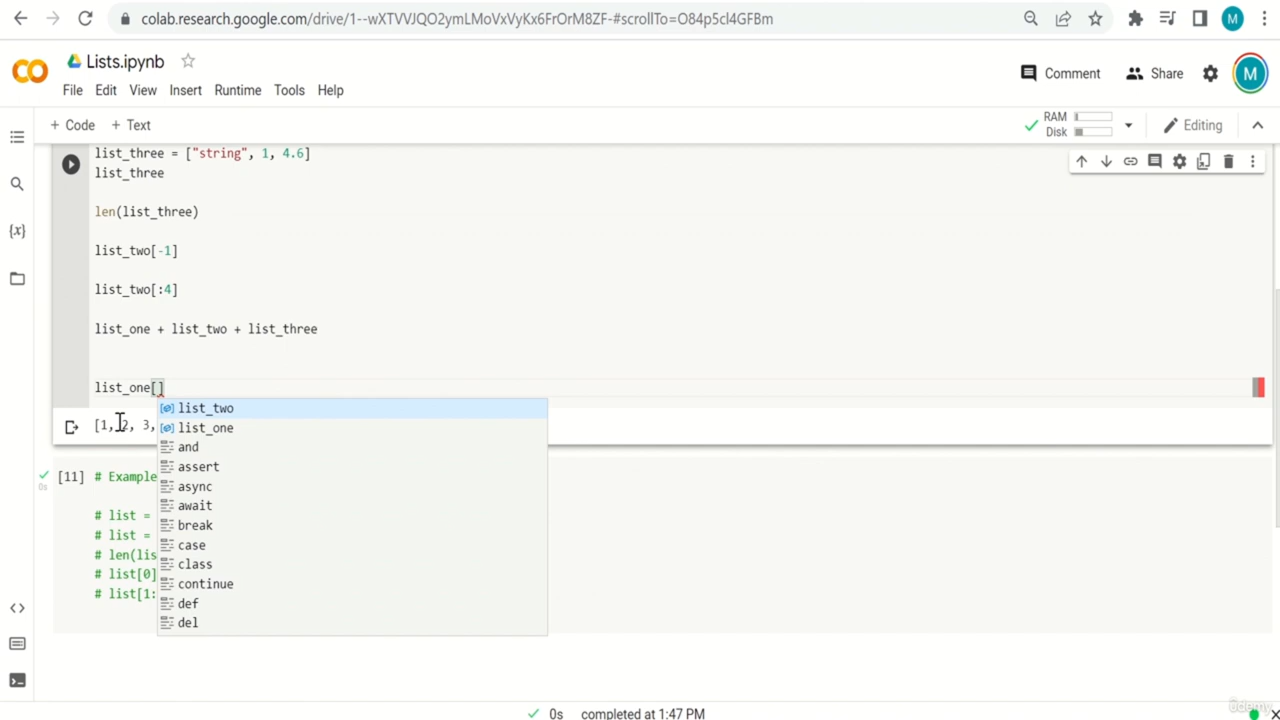 colab.research.google.com/drive/1--wXTVVJQO2ymLMoVxVyKx6FrOrM8ZF-#scrollTo=O84p5cl4GFBm
M
CO
Lists.ipynb
Comment
Share
M
File Edit View Insert Runtime Tools Help
+ Code + Text
RAM
Disk
Editing
list_three = ["string", 1, 4.6]
list_three
len(list_three)
list_two[-1]
list_two[:4]
list_one + list_two + list_three
list_one[]
[1, 2, 3,
list_two
list_one
and
assert
async
await
break
case
class
continue
def
del
{x}
0s
[11] # Example
# list =
# list =
# len(lis
# list[0]
# list[1:
0s completed at 1:47 PM
ûdemy